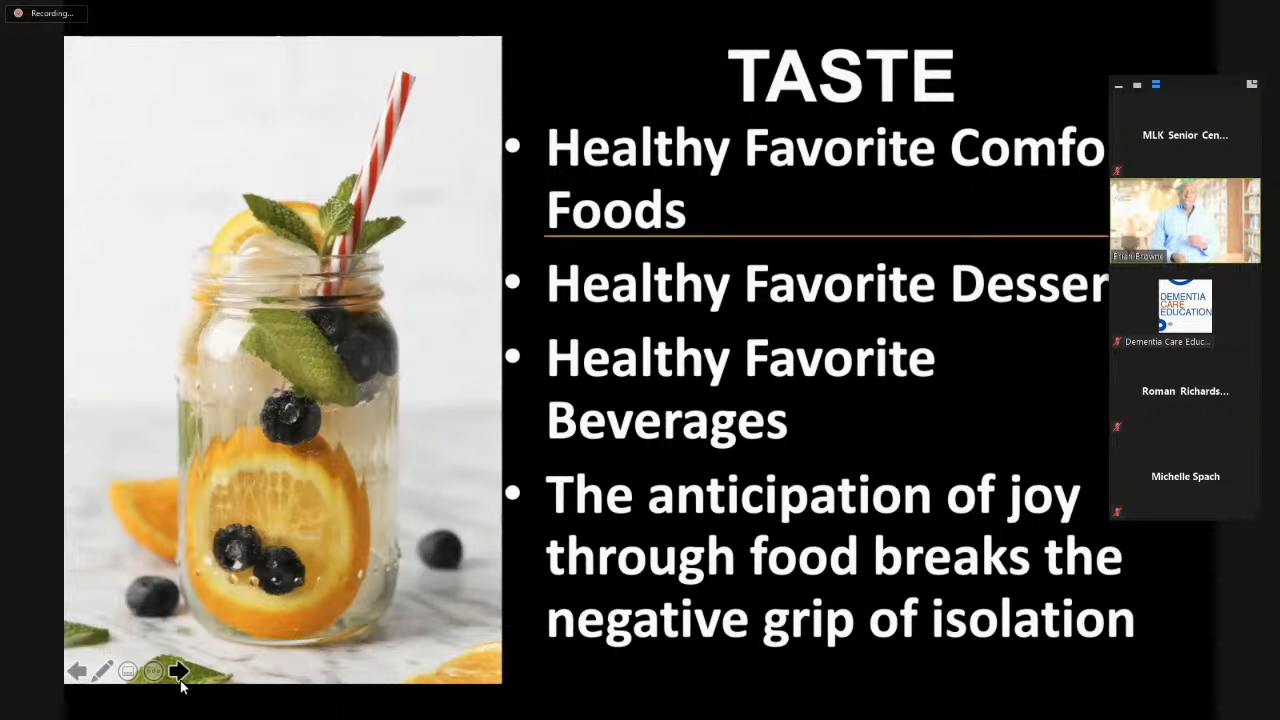 Recording...
TASTE
• Healthy Favorite Comfo
Foods
• Healthy Favorite Desser
• Healthy Favorite
Beverages
• The anticipation of joy
through food breaks the
negative grip of isolation
MLK Senior Cen...
Brian Browne
DEMENTIA
CARE
EDUCATION
Dementia Care Educ...
Roman Richards...
Michelle Spach